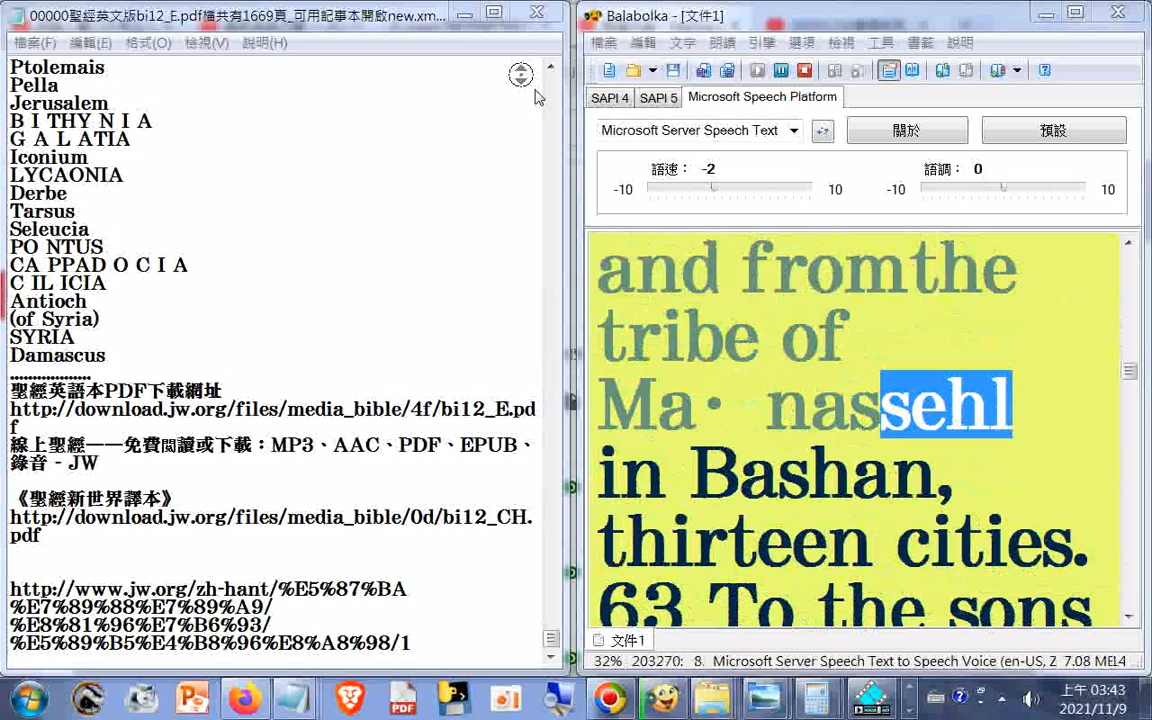 00000聖經英文版bi12_E.pdf檔共有1669頁_可用記事本開啟new.xm...
檔案(F) 編輯(E) 格式(O) 檢視(V) 說明(H)
Ptolemais
Pella
Jerusalem
B I THY N I A
G A L ATIA
Iconium
LYCAONIA
Derbe
Tarsus
Seleucia
PO NTUS
CA PPAD O C I A
C IL ICIA
Antioch
(of Syria)
SYRIA
Damascus
..................
聖經英語本PDF下載網址
http://download.jw.org/files/media_bible/4f/bi12_E.pd
f
線上聖經——免費閱讀或下載：MP3、AAC、PDF、EPUB、
錄音 - JW
《聖經新世界譯本》
http://download.jw.org/files/media_bible/0d/bi12_CH.
pdf
http://www.jw.org/zh-hant/%E5%87%BA
%E7%89%88%E7%89%A9/
%E8%81%96%E7%B6%93/
%E5%89%B5%E4%B8%96%E8%A8%98/1
Balabolka - [文件1]
檔案 編輯 文字 朗讀 引擎 選項 檢視 工具 書籤 說明
SAPI 4 SAPI 5 Microsoft Speech Platform
Microsoft Server Speech Text 關於 預設
語速： -2 語調： 0
-10 10 -10 10
and fromthe
tribe of
Ma· nassehl
in Bashan,
thirteen cities.
63 To the sons
文件1
32% 203270: 8. Microsoft Server Speech Text to Speech Voice (en-US, Z 7.08 ME14
上午 03:43
2021/11/9